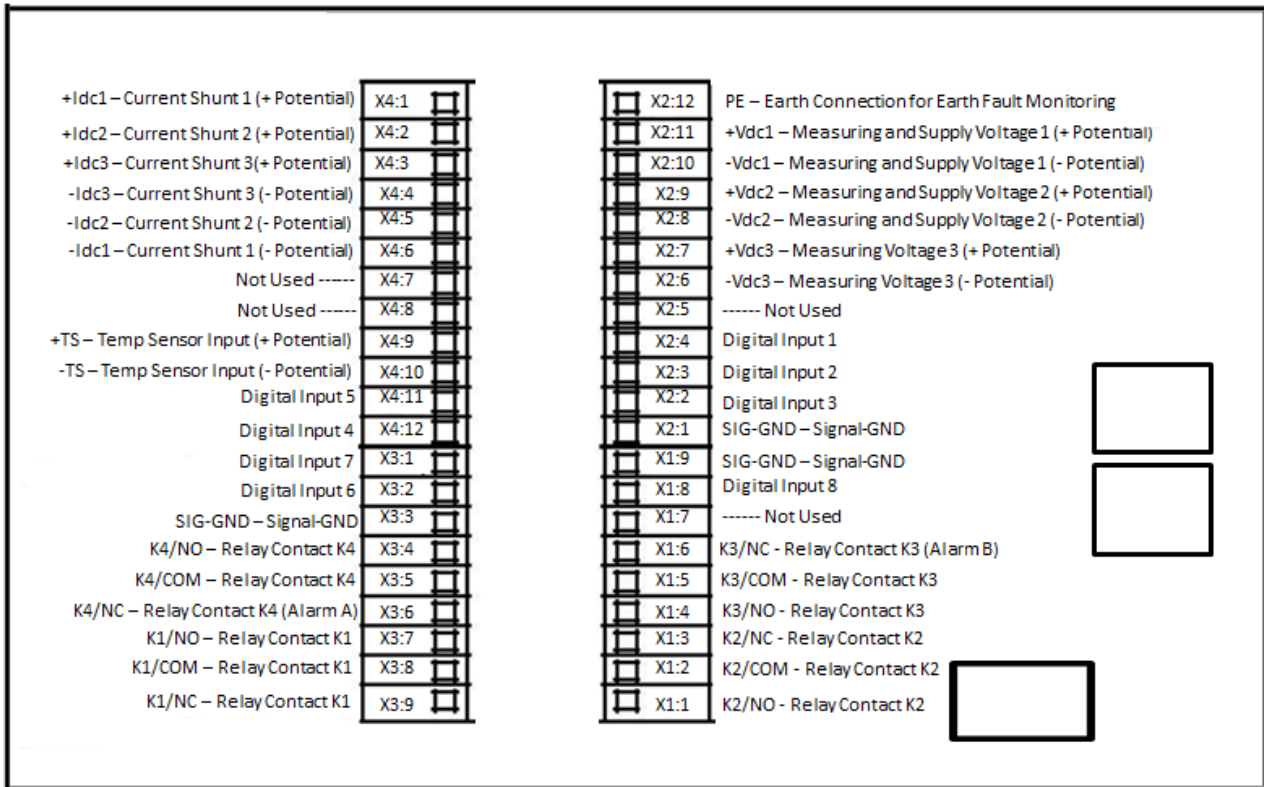 +Idc1 – Current Shunt 1 (+ Potential) X4:1
+Idc2 – Current Shunt 2 (+ Potential) X4:2
+Idc3 – Current Shunt 3(+ Potential) X4:3
-Idc3 – Current Shunt 3 (- Potential) X4:4
-Idc2 – Current Shunt 2 (- Potential) X4:5
-Idc1 – Current Shunt 1 (- Potential) X4:6
Not Used ------ X4:7
Not Used ------ X4:8
+TS – Temp Sensor Input (+ Potential) X4:9
-TS – Temp Sensor Input (- Potential) X4:10
Digital Input 5 X4:11
Digital Input 4 X4:12
Digital Input 7 X3:1
Digital Input 6 X3:2
SIG-GND – Signal-GND X3:3
K4/NO – Relay Contact K4 X3:4
K4/COM – Relay Contact K4 X3:5
K4/NC – Relay Contact K4 (Alarm A) X3:6
K1/NO – Relay Contact K1 X3:7
K1/COM – Relay Contact K1 X3:8
K1/NC – Relay Contact K1 X3:9
X2:12 PE – Earth Connection for Earth Fault Monitoring
X2:11 +Vdc1 – Measuring and Supply Voltage 1 (+ Potential)
X2:10 -Vdc1 – Measuring and Supply Voltage 1 (- Potential)
X2:9 +Vdc2 – Measuring and Supply Voltage 2 (+ Potential)
X2:8 -Vdc2 – Measuring and Supply Voltage 2 (- Potential)
X2:7 +Vdc3 – Measuring Voltage 3 (+ Potential)
X2:6 -Vdc3 – Measuring Voltage 3 (- Potential)
X2:5 ------ Not Used
X2:4 Digital Input 1
X2:3 Digital Input 2
X2:2 Digital Input 3
X2:1 SIG-GND – Signal-GND
X1:9 SIG-GND – Signal-GND
X1:8 Digital Input 8
X1:7 ------ Not Used
X1:6 K3/NC - Relay Contact K3 (Alarm B)
X1:5 K3/COM - Relay Contact K3
X1:4 K3/NO - Relay Contact K3
X1:3 K2/NC - Relay Contact K2
X1:2 K2/COM - Relay Contact K2
X1:1 K2/NO - Relay Contact K2